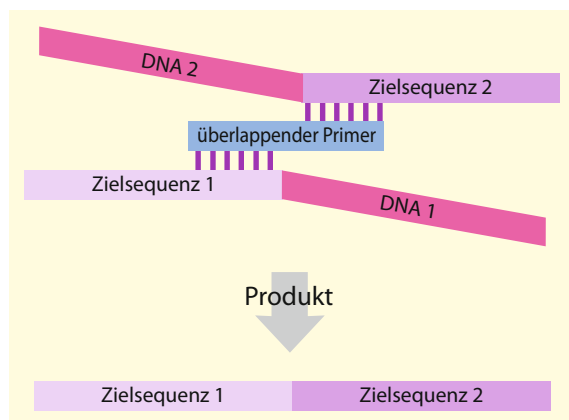 DNA 2
Zielsequenz 2
überlappender Primer
Zielsequenz 1
DNA 1
Produkt
Zielsequenz 1
Zielsequenz 2